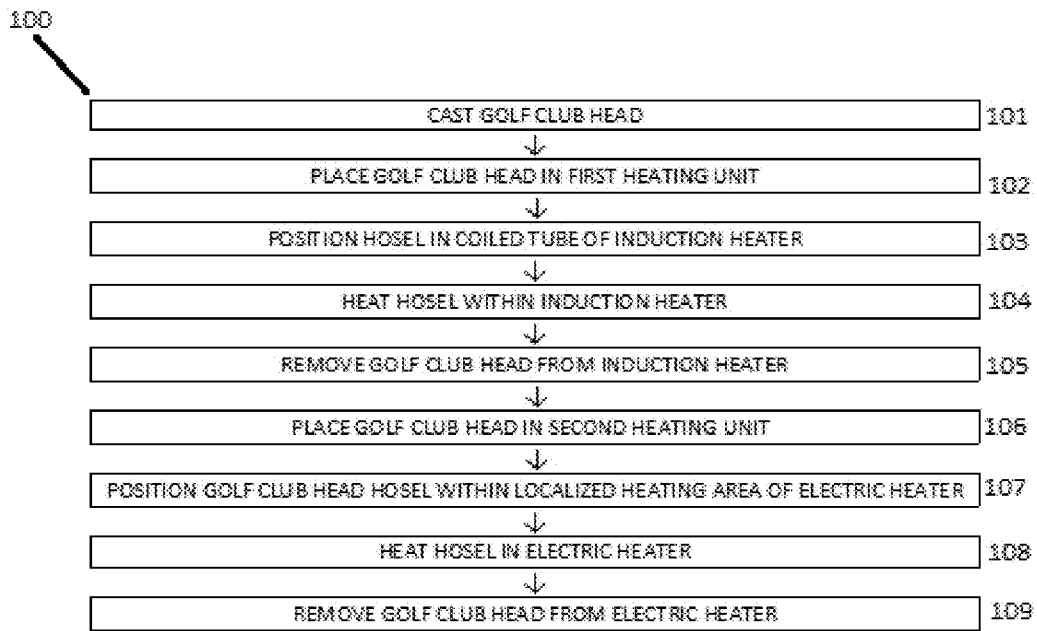 100
CAST GOLF CLUB HEAD 101
PLACE GOLF CLUB HEAD IN FIRST HEATING UNIT 102
POSITION HOSEL IN COILED TUBE OF INDUCTION HEATER 103
HEAT HOSEL WITHIN INDUCTION HEATER 104
REMOVE GOLF CLUB HEAD FROM INDUCTION HEATER 105
PLACE GOLF CLUB HEAD IN SECOND HEATING UNIT 106
POSITION GOLF CLUB HEAD HOSEL WITHIN LOCALIZED HEATING AREA OF ELECTRIC HEATER 107
HEAT HOSEL IN ELECTRIC HEATER 108
REMOVE GOLF CLUB HEAD FROM ELECTRIC HEATER 109